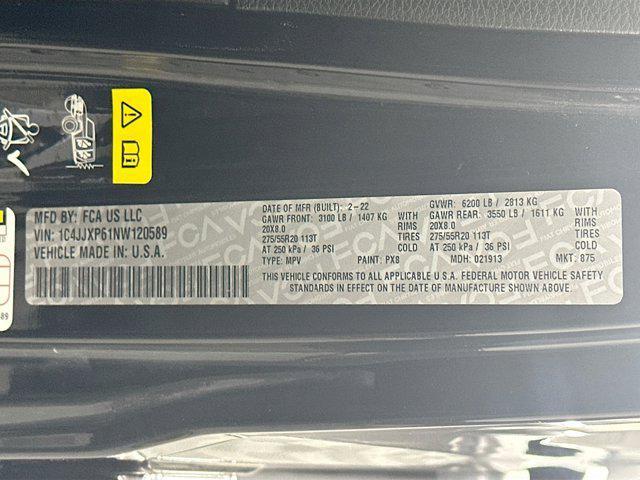 MFD BY: FCA US LLC
VIN: 1C4JJXP61NW120589
VEHICLE MADE IN: U.S.A.
DATE OF MFR (BUILT): 2-22
GAWR FRONT: 3100 LB / 1407 KG WITH
20X8.0 RIMS
275/55R20 113T TIRES
AT 250 kPa / 36 PSI COLD
TYPE: MPV PAINT: PX8
GVWR: 6200 LB / 2813 KG
GAWR REAR: 3550 LB / 1611 KG WITH
20X8.0 RIMS
275/55R20 113T TIRES
AT 250 kPa / 36 PSI COLD
MDH: 021913 MKT: 875
THIS VEHICLE CONFORMS TO ALL APPLICABLE U.S.A. FEDERAL MOTOR VEHICLE SAFETY
STANDARDS IN EFFECT ON THE DATE OF MANUFACTURE SHOWN ABOVE.